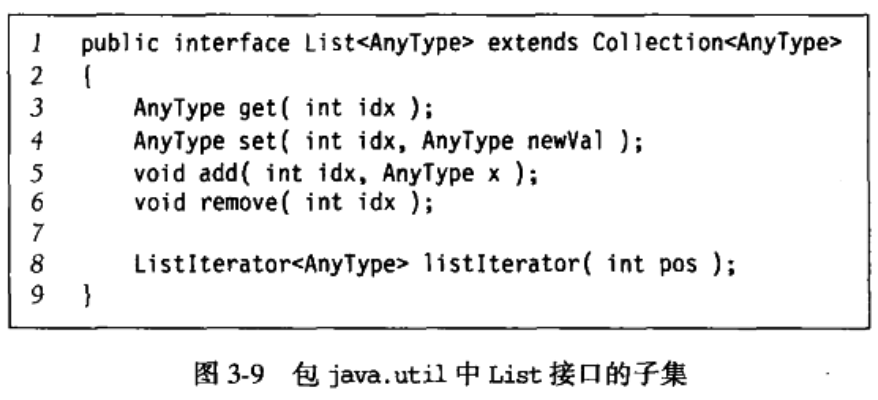 1 public interface List<AnyType> extends Collection<AnyType>
2 {
3 AnyType get( int idx );
4 AnyType set( int idx, AnyType newVal );
5 void add( int idx, AnyType x );
6 void remove( int idx );
7
8 ListIterator<AnyType> listIterator( int pos );
9 }
图 3-9 包 java.util 中 List 接口的子集